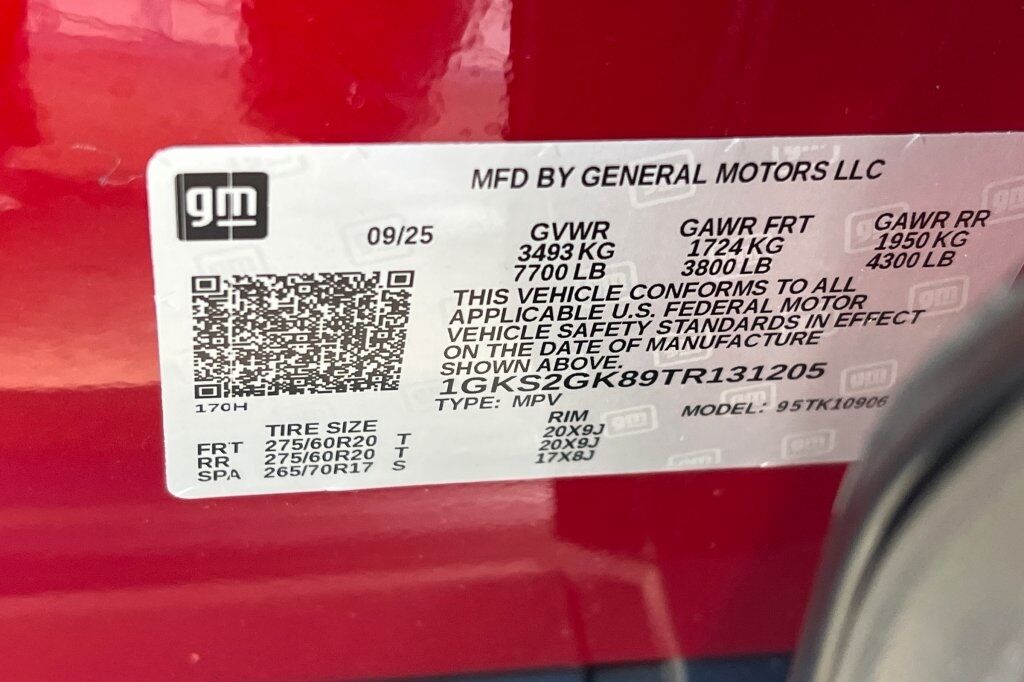 gm
MFD BY GENERAL MOTORS LLC
09/25
GVWR GAWR FRT GAWR RR
3493 KG 1724 KG 1950 KG
7700 LB 3800 LB 4300 LB
THIS VEHICLE CONFORMS TO ALL
APPLICABLE U.S. FEDERAL MOTOR
VEHICLE SAFETY STANDARDS IN EFFECT
ON THE DATE OF MANUFACTURE
SHOWN ABOVE.
1GKS2GK89TR131205
TYPE: MPV MODEL: 95TK10906
170H
TIRE SIZE RIM
FRT 275/60R20 T 20X9J
RR 275/60R20 T 20X9J
SPA 265/70R17 S 17X8J